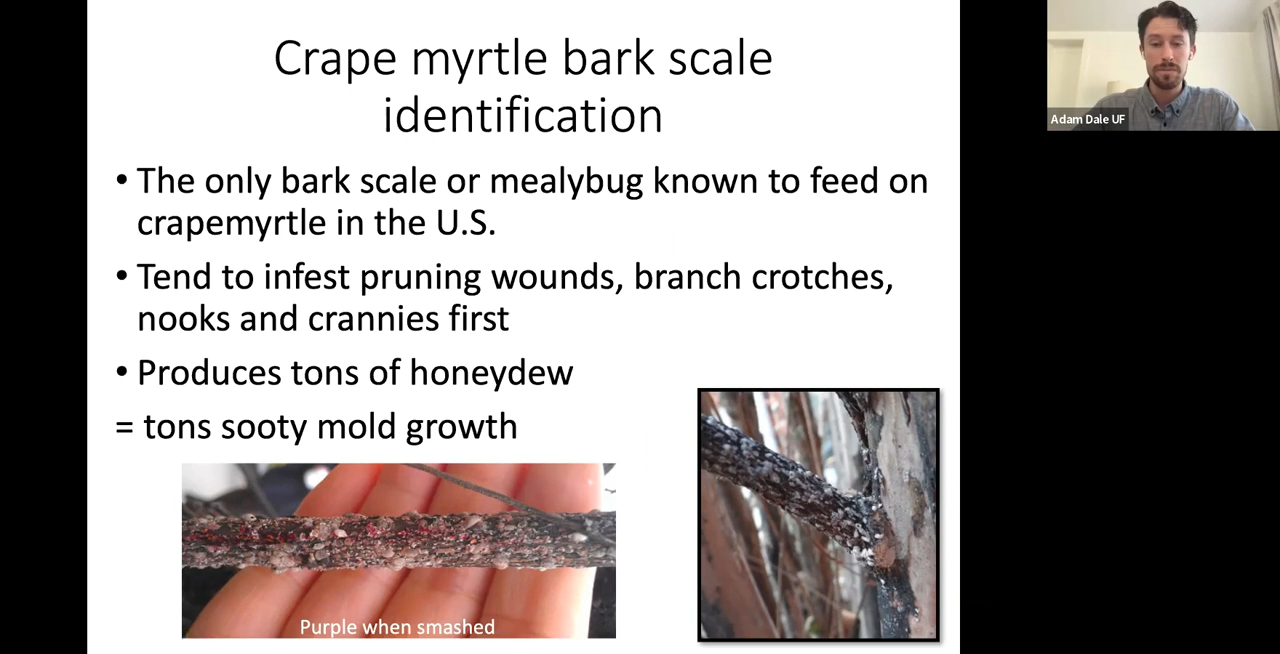 Crape myrtle bark scale
identification
• The only bark scale or mealybug known to feed on
crapemyrtle in the U.S.
• Tend to infest pruning wounds, branch crotches,
nooks and crannies first
• Produces tons of honeydew
= tons sooty mold growth
Purple when smashed
Adam Dale UF